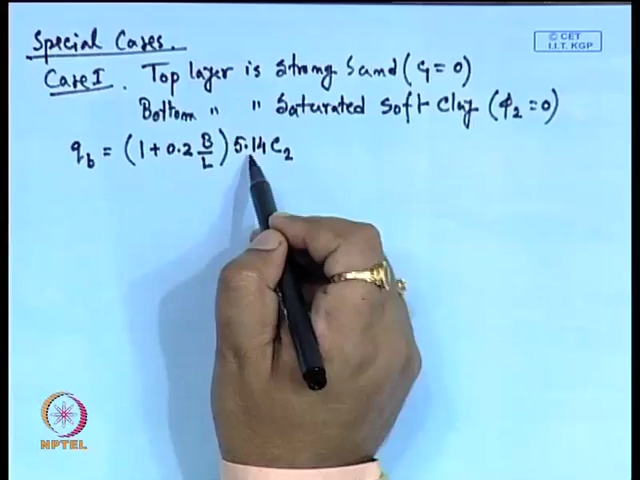 © CET
I.I.T. KGP
Special Cases.
Case I. Top layer is strong sand (C₁ = 0)
Bottom " " saturated soft clay (ϕ₂ = 0)
q_b = (1 + 0.2 B/L) 5.14 C₂
NPTEL